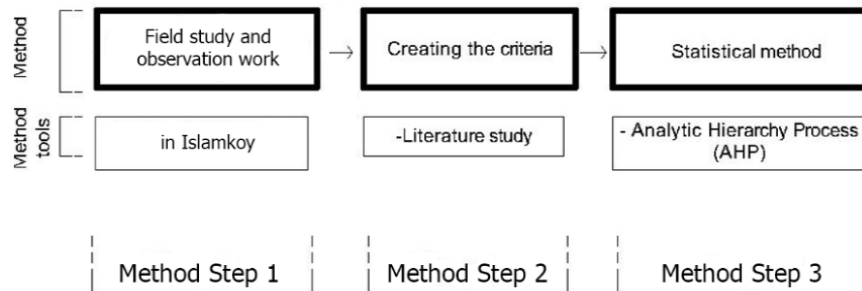 Method
Field study and
observation work
Creating the criteria
Statistical method
Method
tools
in Islamkoy
-Literature study
- Analytic Hierarchy Process
(AHP)
Method Step 1
Method Step 2
Method Step 3